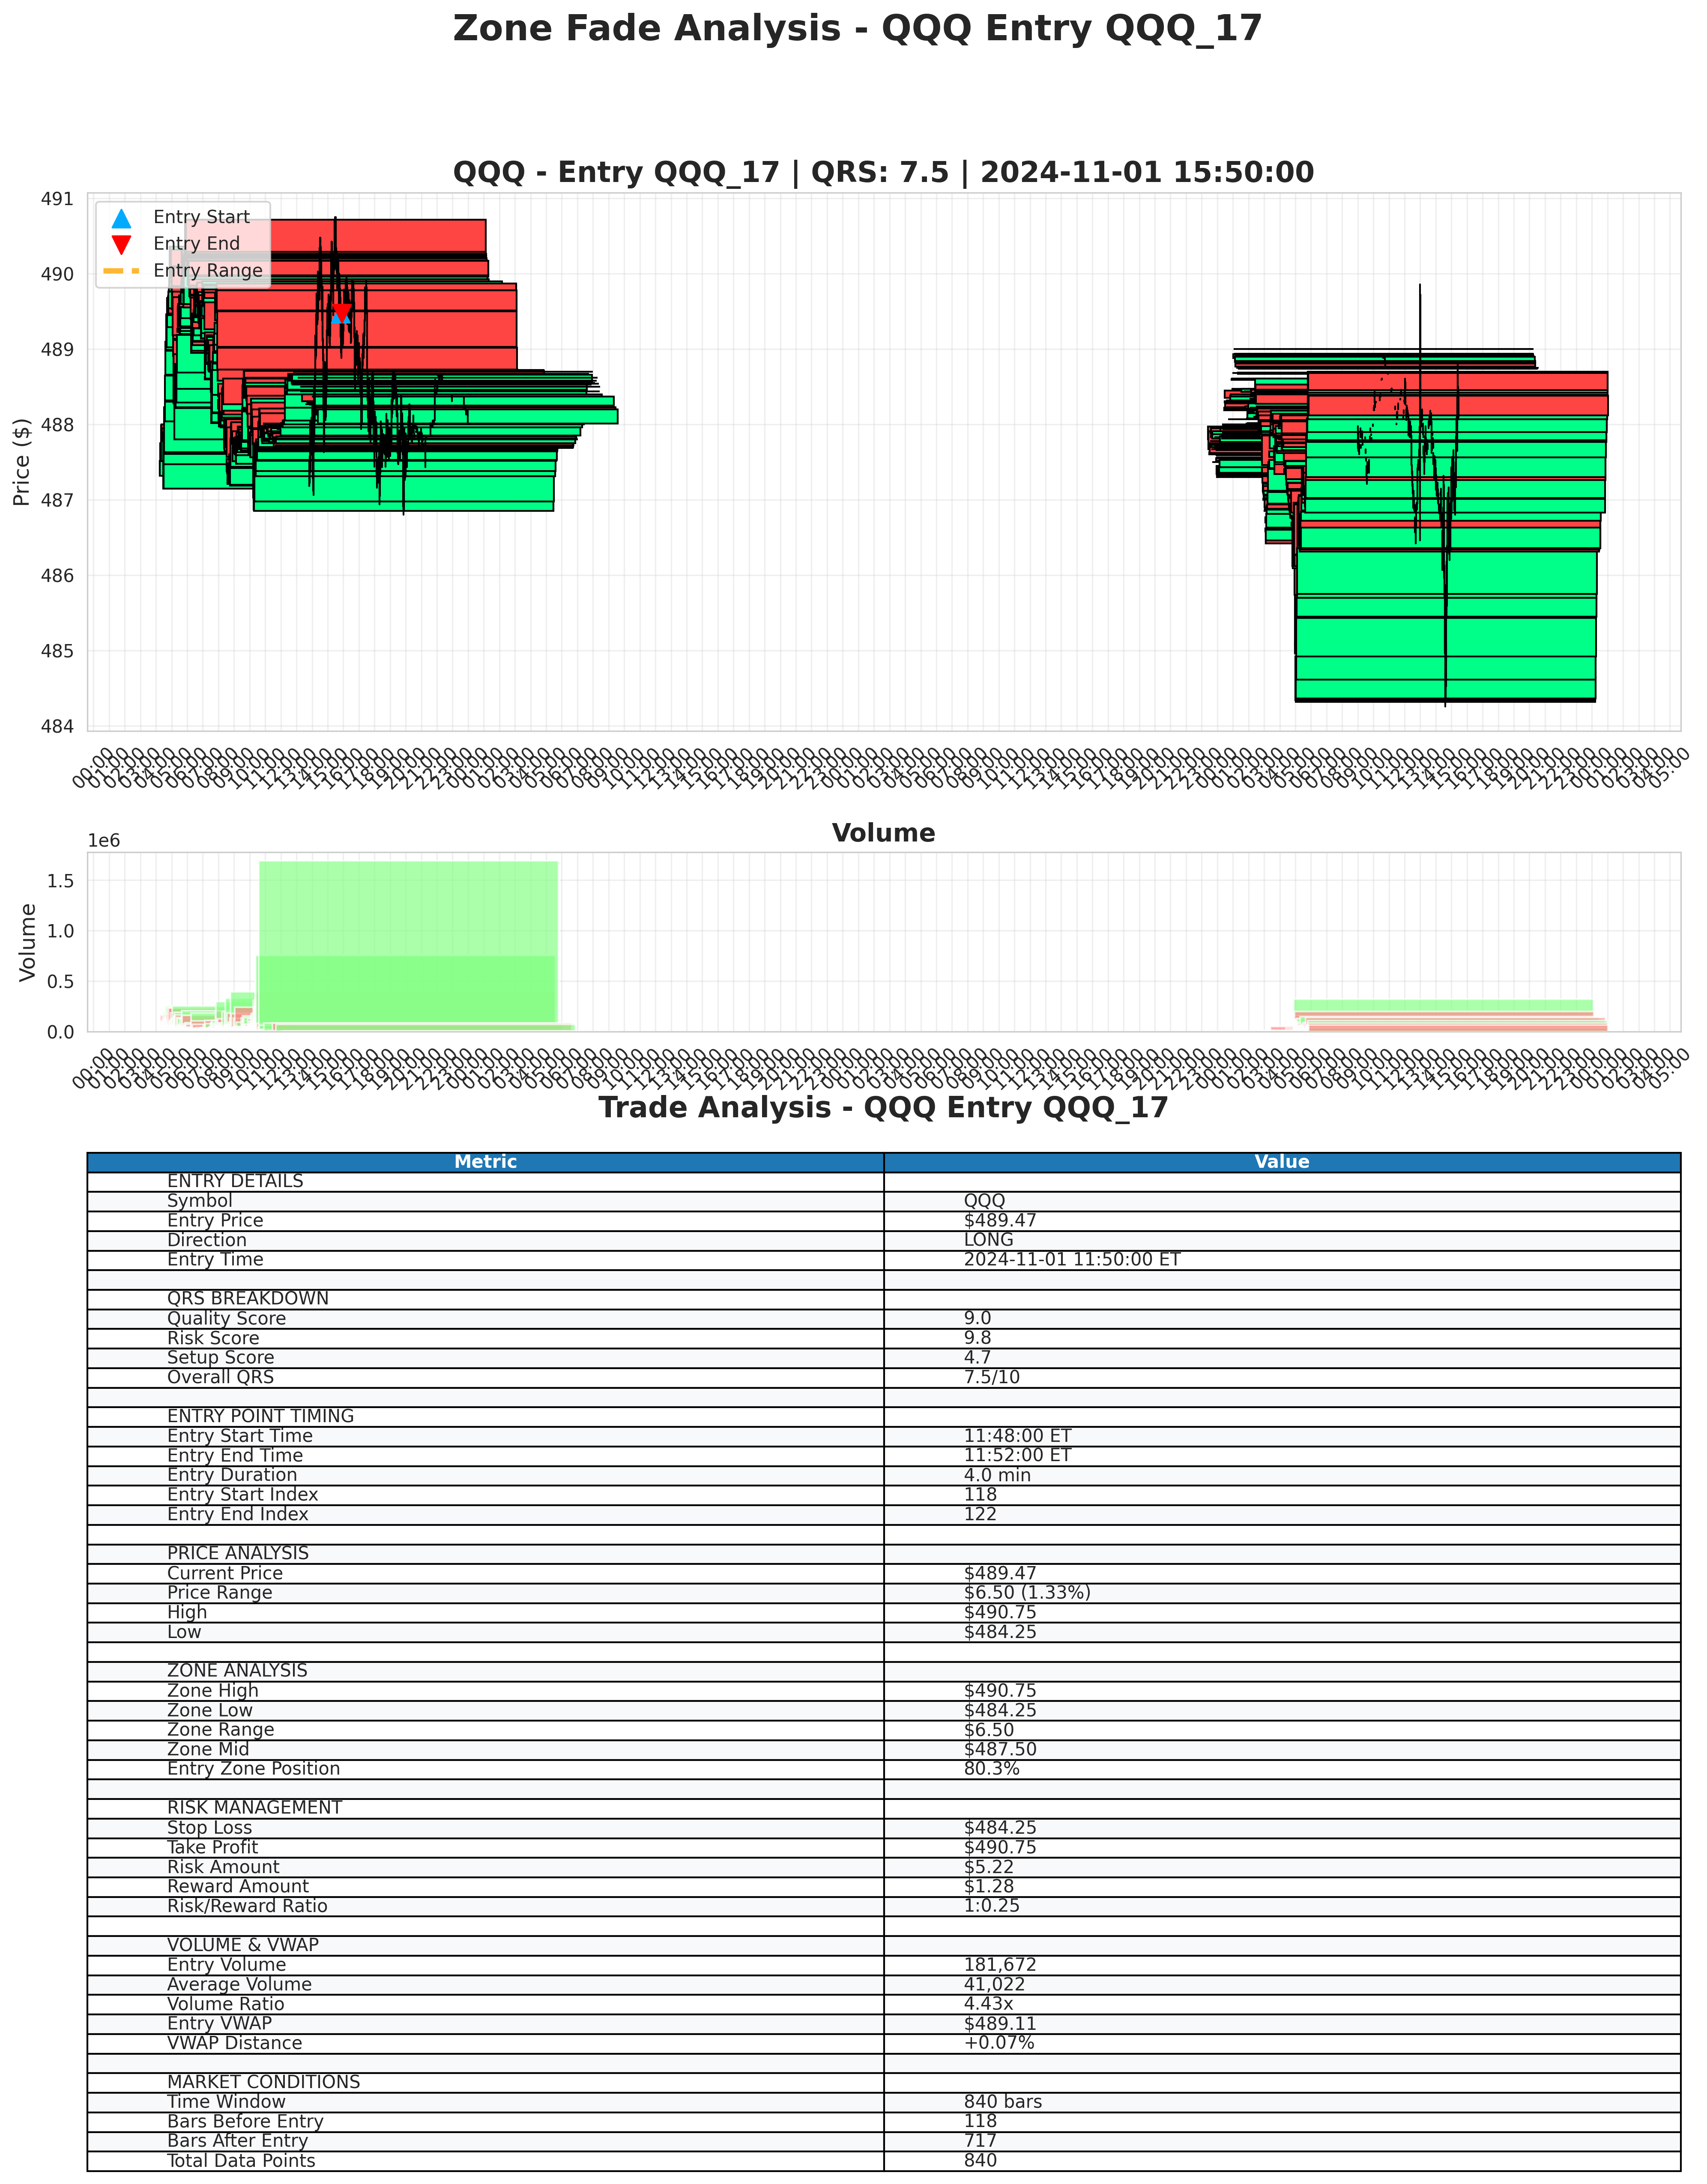 Zone Fade Analysis - QQQ Entry QQQ_17
QQQ - Entry QQQ_17 | QRS: 7.5 | 2024-11-01 15:50:00
Entry Start
Entry End
Entry Range
Price ($)
491
490
489
488
487
486
485
484
Volume
1e6
Volume
1.5
1.0
0.5
0.0
Trade Analysis - QQQ Entry QQQ_17
Metric Value
ENTRY DETAILS
Symbol QQQ
Entry Price $489.47
Direction LONG
Entry Time 2024-11-01 11:50:00 ET
QRS BREAKDOWN
Quality Score 9.0
Risk Score 9.8
Setup Score 4.7
Overall QRS 7.5/10
ENTRY POINT TIMING
Entry Start Time 11:48:00 ET
Entry End Time 11:52:00 ET
Entry Duration 4.0 min
Entry Start Index 118
Entry End Index 122
PRICE ANALYSIS
Current Price $489.47
Price Range $6.50 (1.33%)
High $490.75
Low $484.25
ZONE ANALYSIS
Zone High $490.75
Zone Low $484.25
Zone Range $6.50
Zone Mid $487.50
Entry Zone Position 80.3%
RISK MANAGEMENT
Stop Loss $484.25
Take Profit $490.75
Risk Amount $5.22
Reward Amount $1.28
Risk/Reward Ratio 1:0.25
VOLUME & VWAP
Entry Volume 181,672
Average Volume 41,022
Volume Ratio 4.43x
Entry VWAP $489.11
VWAP Distance +0.07%
MARKET CONDITIONS
Time Window 840 bars
Bars Before Entry 118
Bars After Entry 717
Total Data Points 840